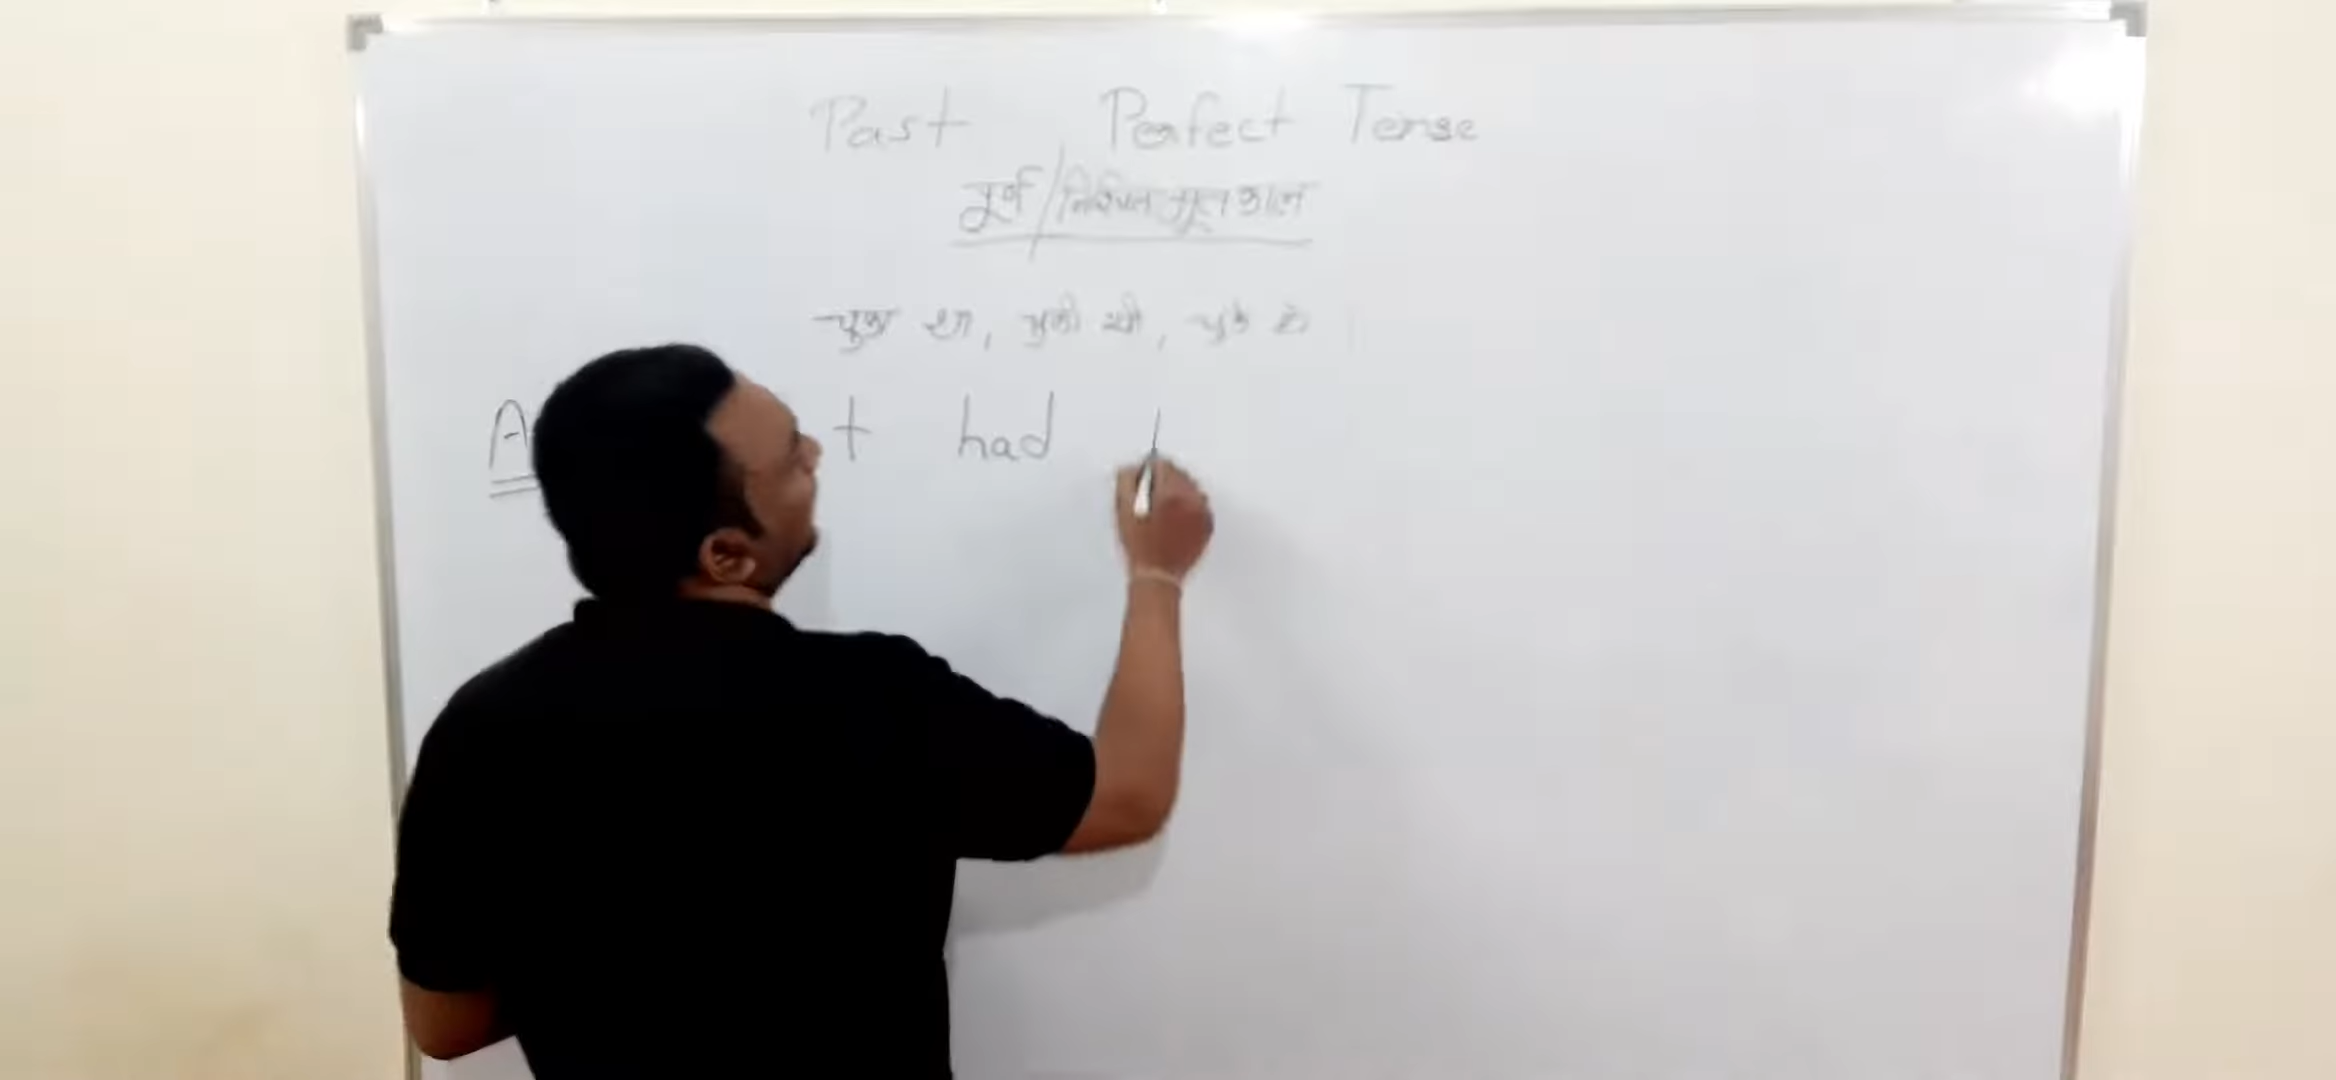 Past Perfect Tense
पूर्ण / निश्चित भूतकाल
चुका था, चुकी थी, चुके थे |
had